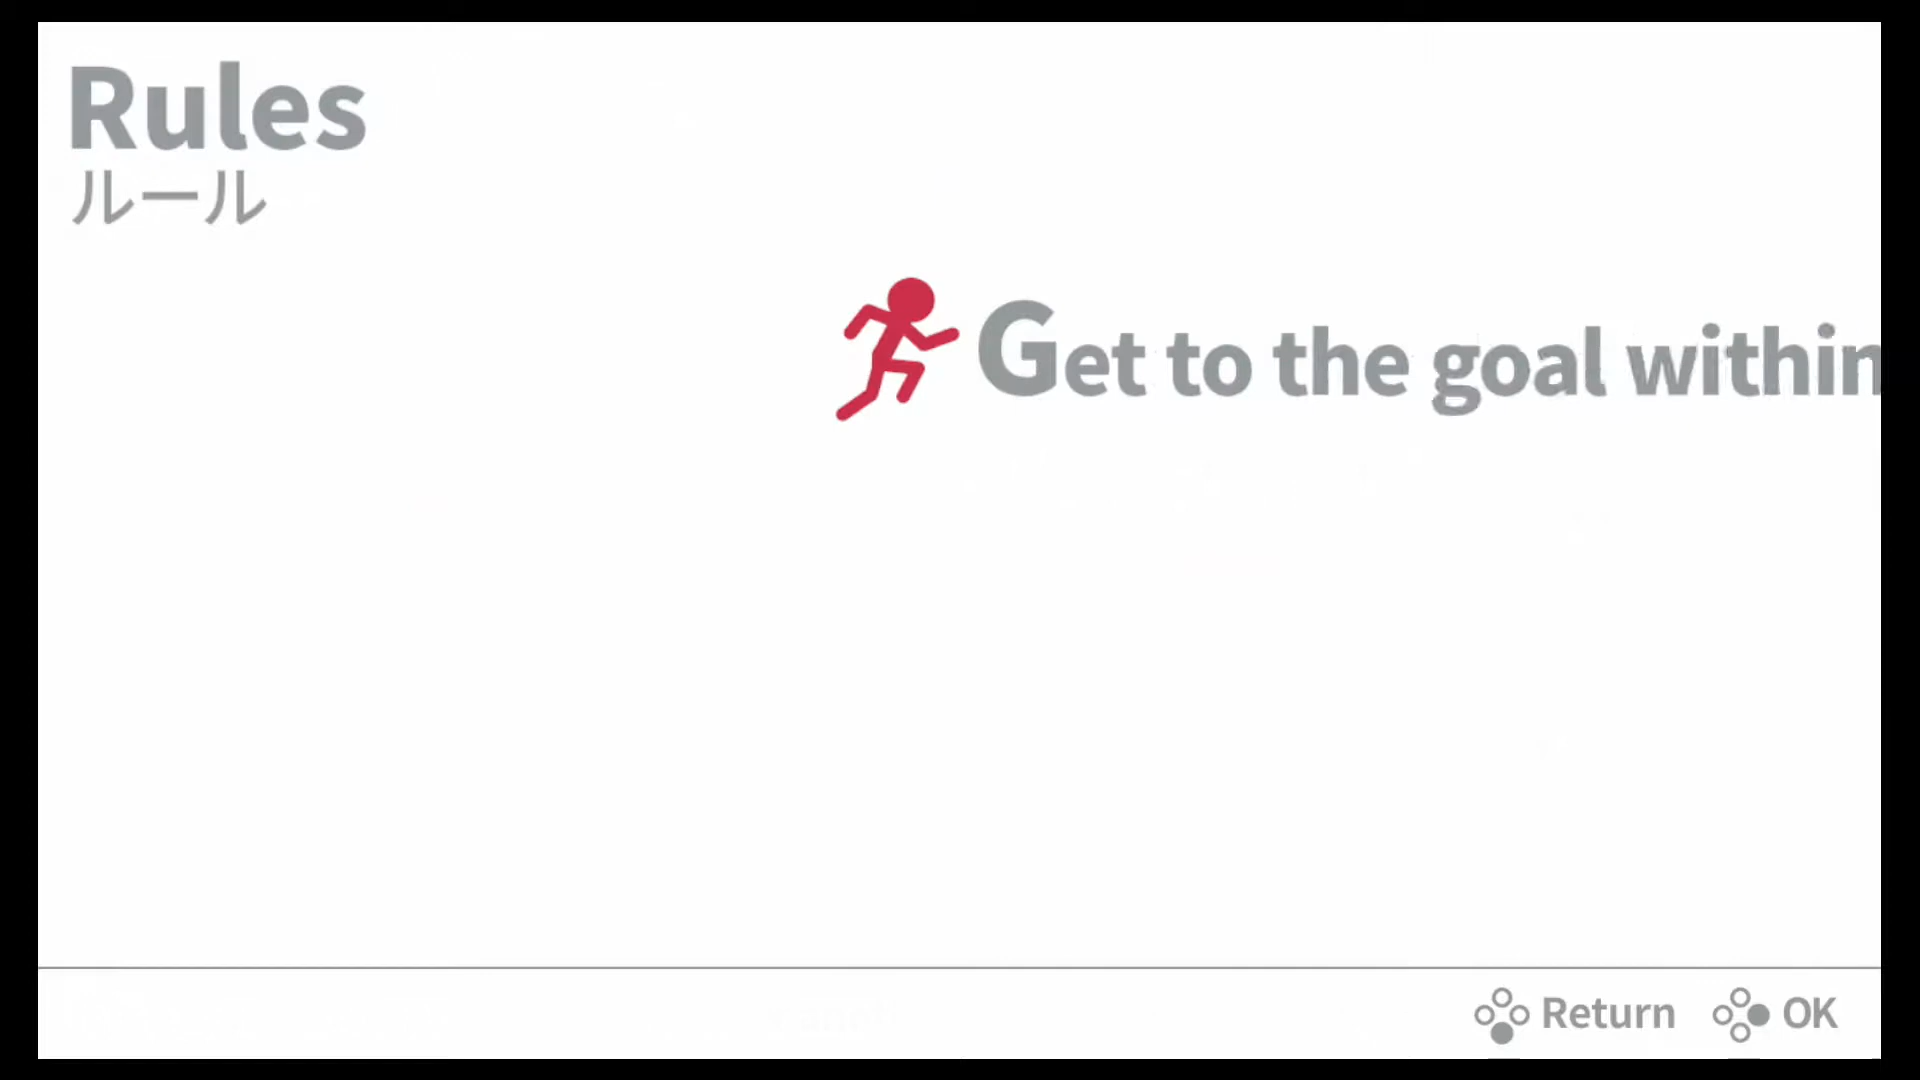 Rules
ルール
Get to the goal within
Return OK